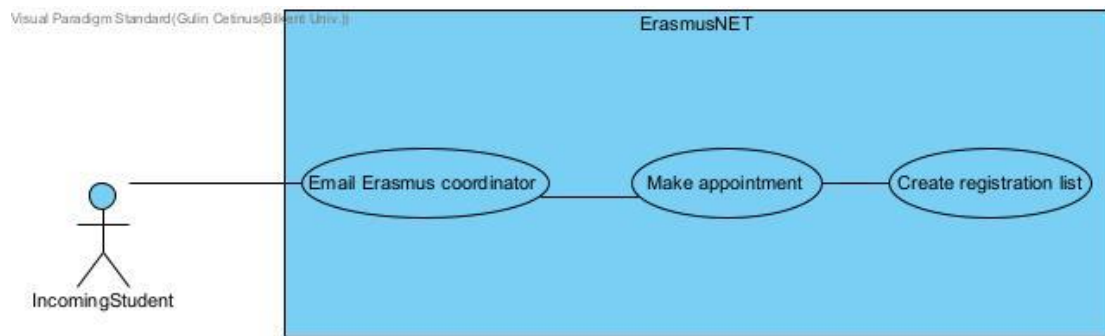 Visual Paradigm Standard(Gulin Cetinus(Bilkent Univ.))
ErasmusNET
Email Erasmus coordinator
Make appointment
Create registration list
IncomingStudent